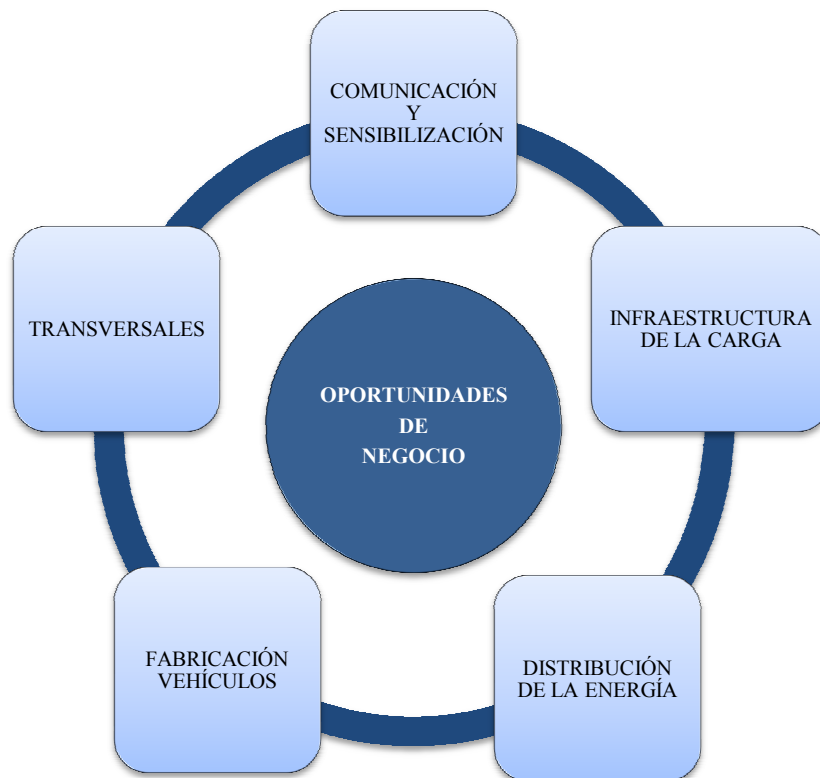 COMUNICACIÓN
Y
SENSIBILIZACIÓN
INFRAESTRUCTURA
DE LA CARGA
TRANSVERSALES
OPORTUNIDADES
DE
NEGOCIO
FABRICACIÓN
VEHÍCULOS
DISTRIBUCIÓN
DE LA ENERGÍA